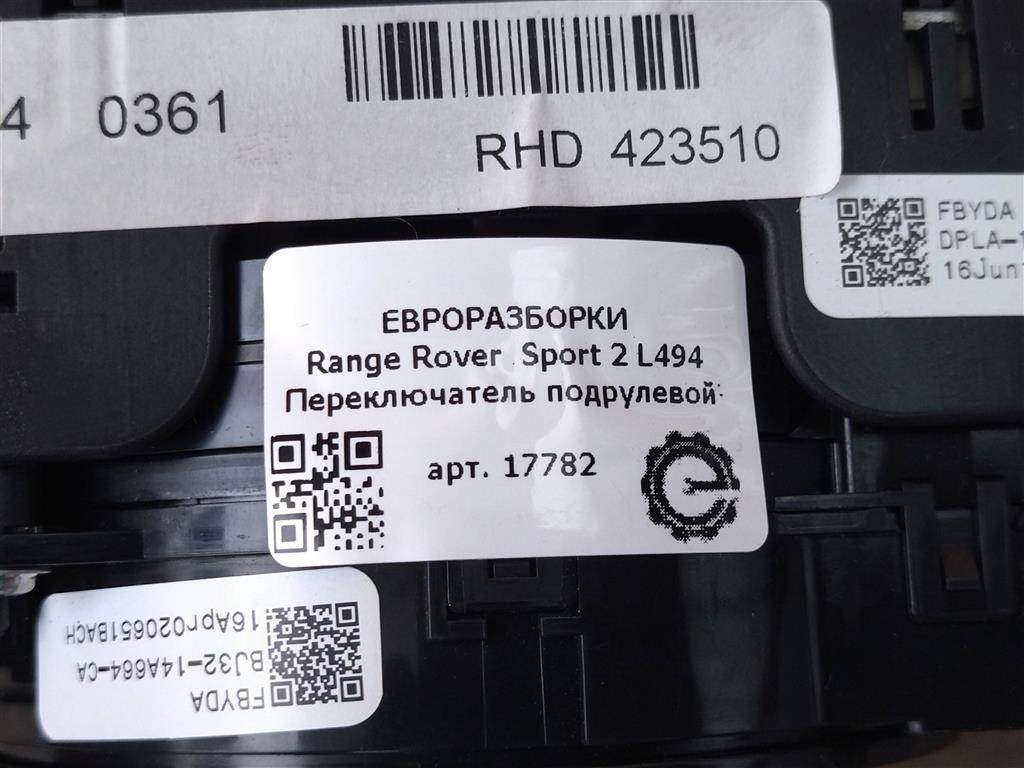 4 0361
RHD 423510
FBYDA
DPLA-1
16Jun
ЕВРОРАЗБОРКИ
Range Rover Sport 2 L494
Переключатель подрулевой
арт. 17782
FBYDA
BJ32-14A664-CA
16Apr020651BACH